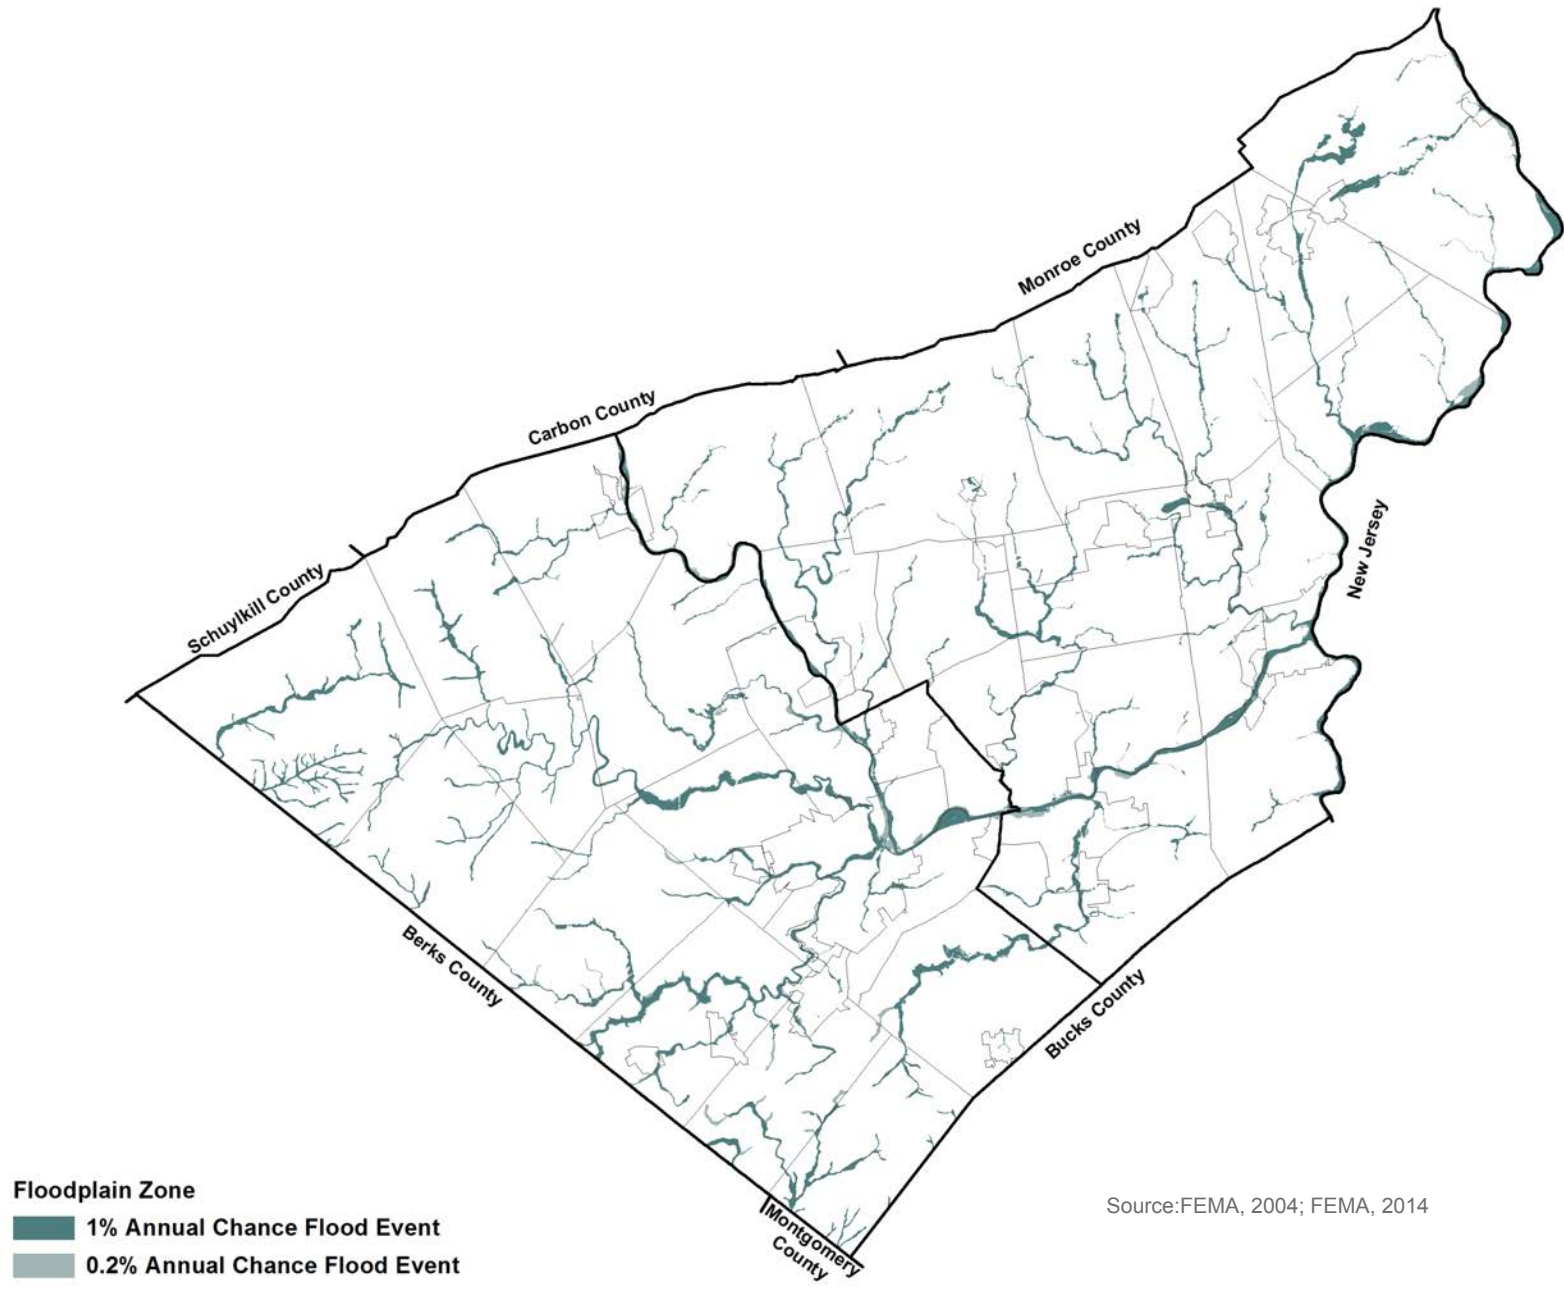 Monroe County
Carbon County
Schuylkill County
New Jersey
Berks County
Bucks County
Montgomery
County
Floodplain Zone
1% Annual Chance Flood Event
0.2% Annual Chance Flood Event
Source:FEMA, 2004; FEMA, 2014